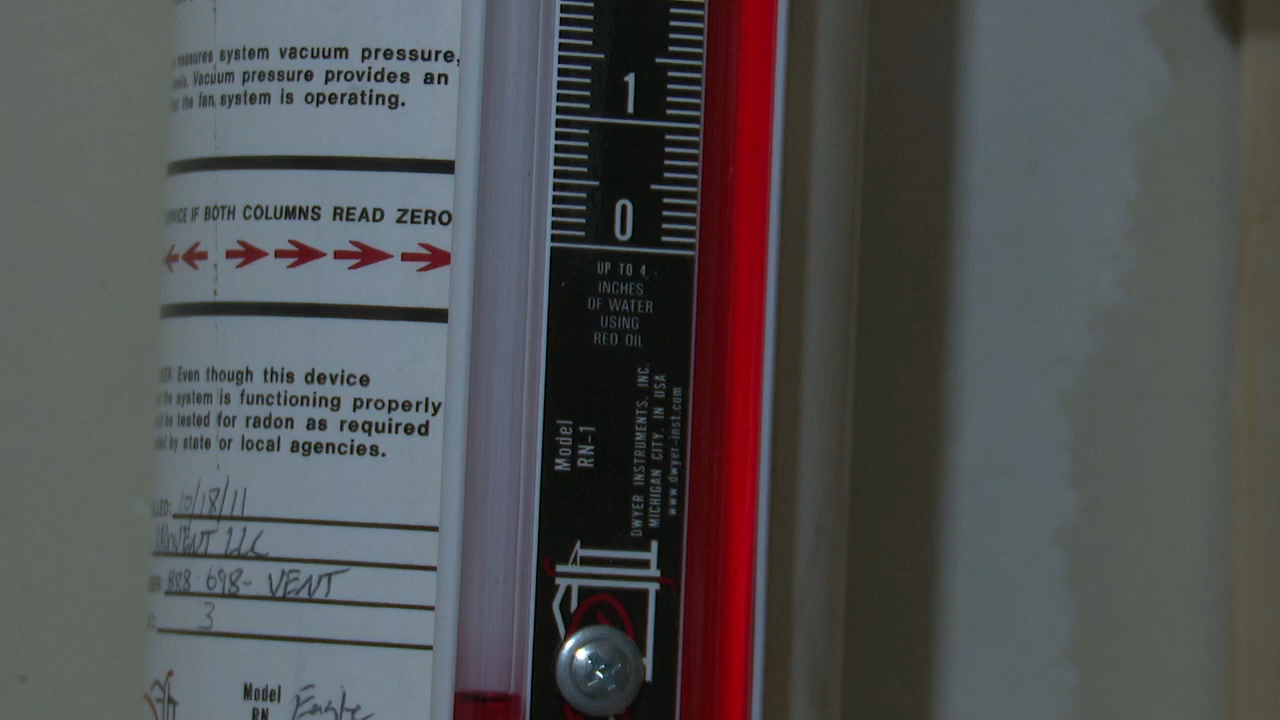 measures system vacuum pressure,
Vacuum pressure provides an
the fan system is operating.
IF BOTH COLUMNS READ ZERO
Even though this device
the system is functioning properly
be tested for radon as required
by state or local agencies.
10/18/11
888 698- VENT
3
Model
RN
1
0
UP TO 4
INCHES
OF WATER
USING
RED OIL
Model
RN-1
DWYER INSTRUMENTS, INC.
MICHIGAN CITY, IN USA
www.dwyer-inst.com